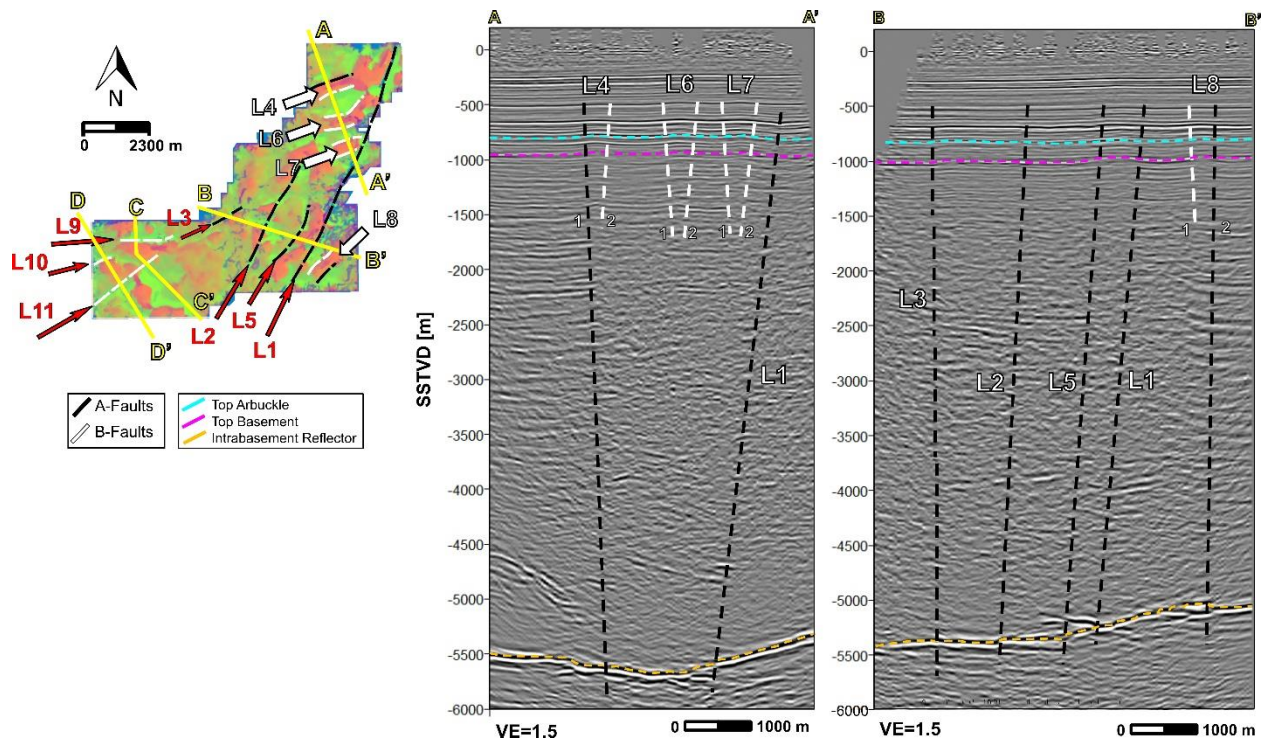 A
N
0 2300 m
L4
L6
L7
A'
B
L8
D
C
L3
L9
B'
L10
C'
L11
L2
L5
L1
D'
A-Faults
B-Faults
Top Arbuckle
Top Basement
Intrabasement Reflector
A A'
SSTVD [m]
0
-500
-1000
-1500
-2000
-2500
-3000
-3500
-4000
-4500
-5000
-5500
-6000
L4 L6 L7
1 2 1 2 1 2
L1
VE=1.5 0 1000 m
B B'
0
-500
-1000
-1500
-2000
-2500
-3000
-3500
-4000
-4500
-5000
-5500
-6000
L8
1 2
L3
L2 L5 L1
VE=1.5 0 1000 m